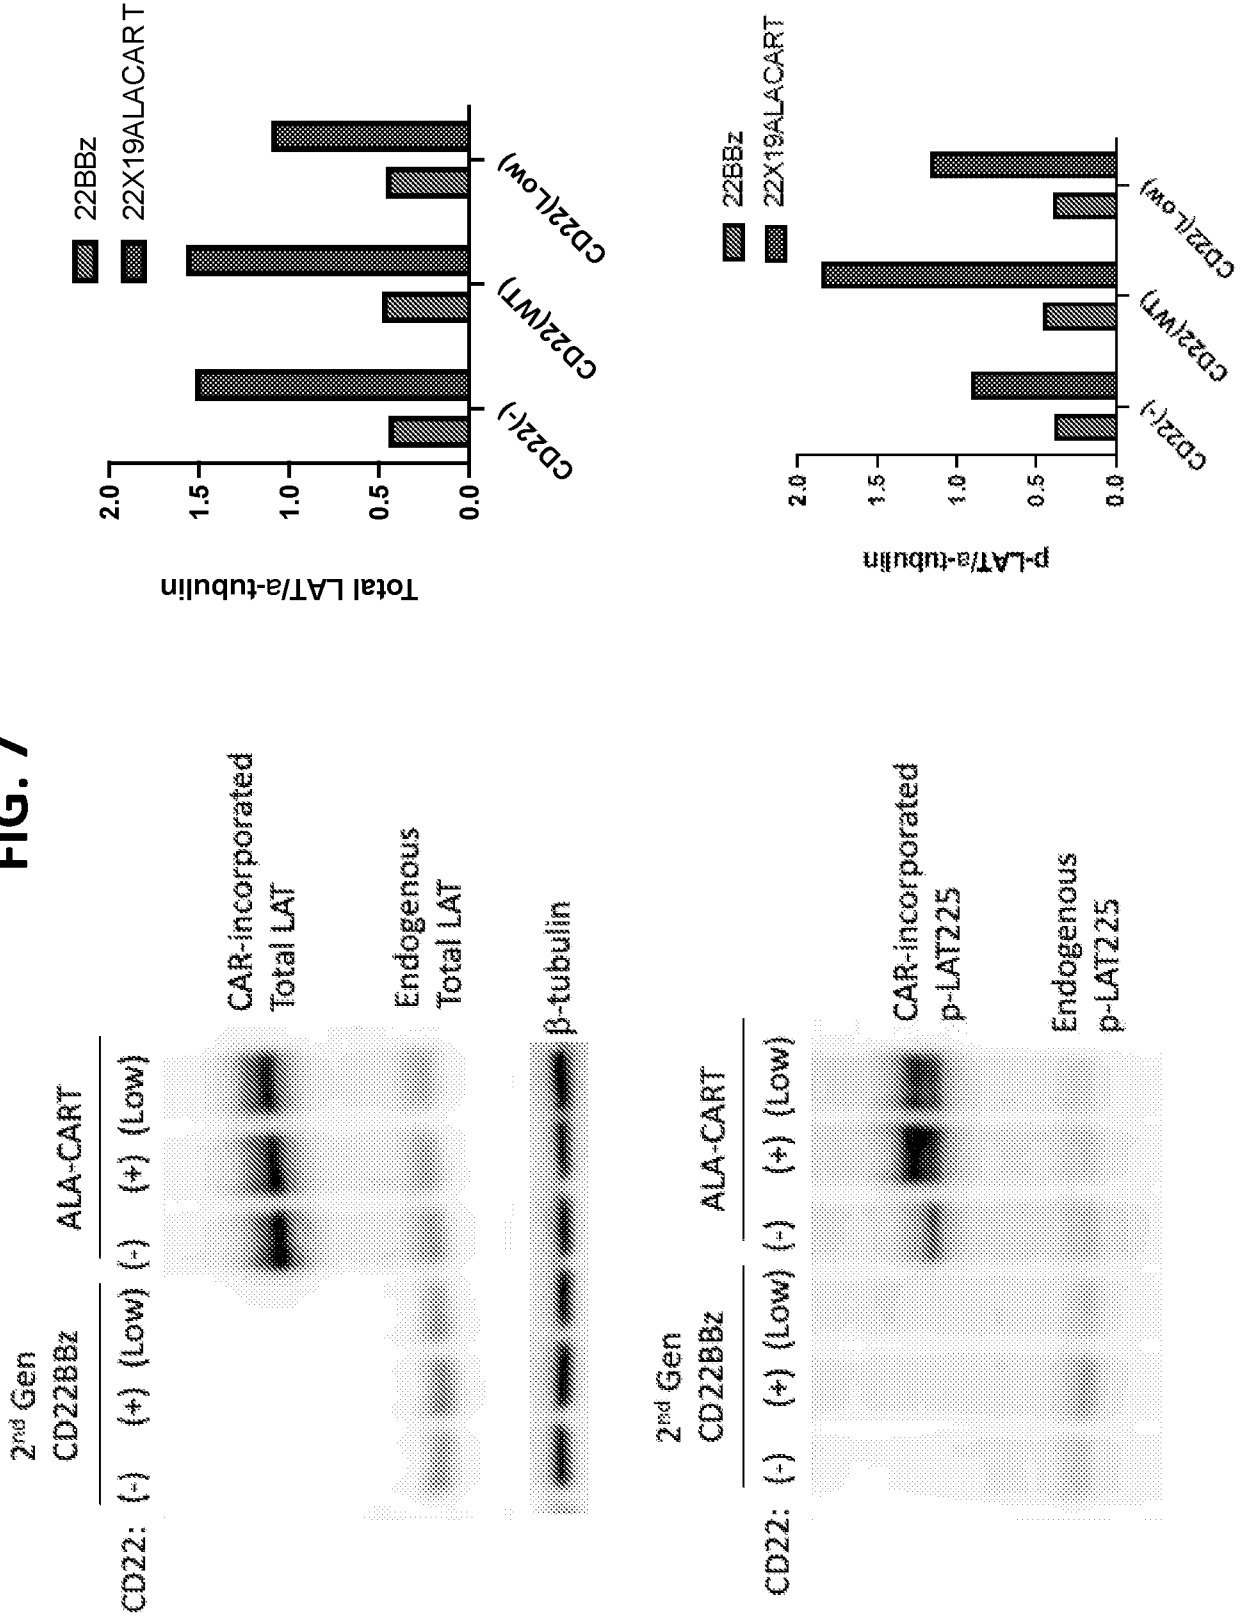 FIG. 7
2nd Gen
CD22BBz
ALA-CART
CD22: (-) (+) (Low) (-) (+) (Low)
CAR-incorporated
Total LAT
Endogenous
Total LAT
β-tubulin
22BBz
22X19ALACART
Total LAT/a-tubulin
2.0
1.5
1.0
0.5
0.0
CD22(-)
CD22(WT)
CD22(Low)
2nd Gen
CD22BBz
ALA-CART
CD22: (-) (+) (Low) (-) (+) (Low)
CAR-incorporated
p-LAT225
Endogenous
p-LAT225
22BBz
22X19ALACART
p-LAT/a-tubulin
2.0
1.5
1.0
0.5
0.0
CD22(-)
CD22(WT)
CD22(Low)